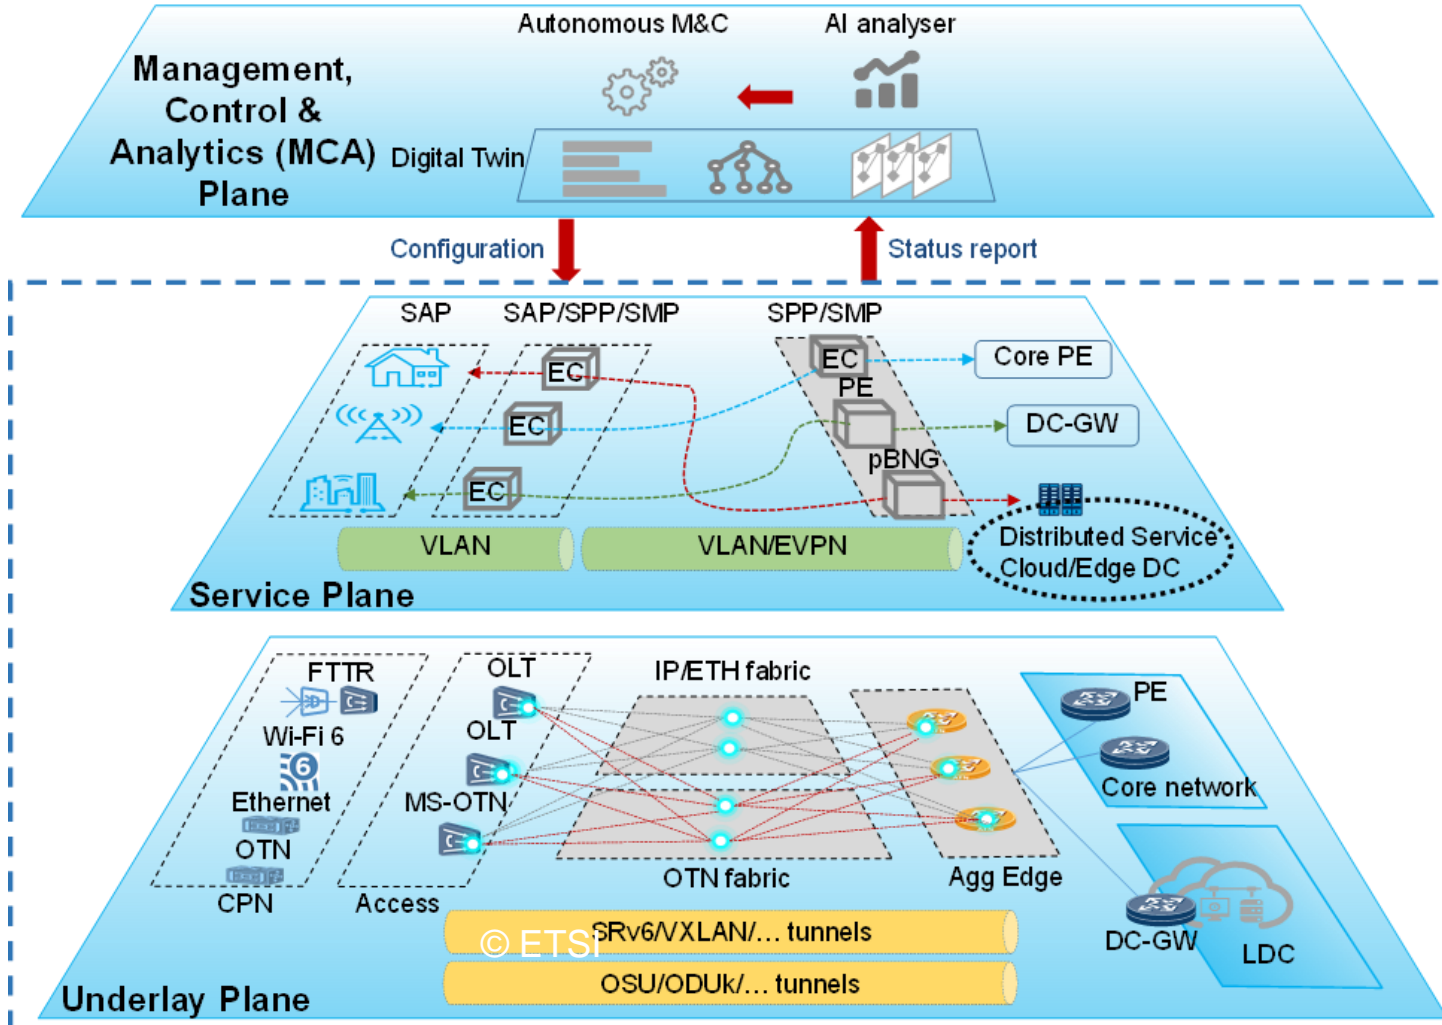 Autonomous M&C
AI analyser
Management,
Control &
Analytics (MCA)
Plane
Digital Twin
Configuration
Status report
SAP
SAP/SPP/SMP
SPP/SMP
EC
EC
EC
EC
PE
pBNG
Core PE
DC-GW
Distributed Service
Cloud/Edge DC
VLAN
VLAN/EVPN
Service Plane
FTTR
Wi-Fi 6
6
Ethernet
OTN
CPN
OLT
OLT
MS-OTN
Access
IP/ETH fabric
OTN fabric
Agg Edge
PE
Core network
DC-GW
LDC
SRv6/VXLAN/... tunnels
© ETSI
OSU/ODUk/... tunnels
Underlay Plane